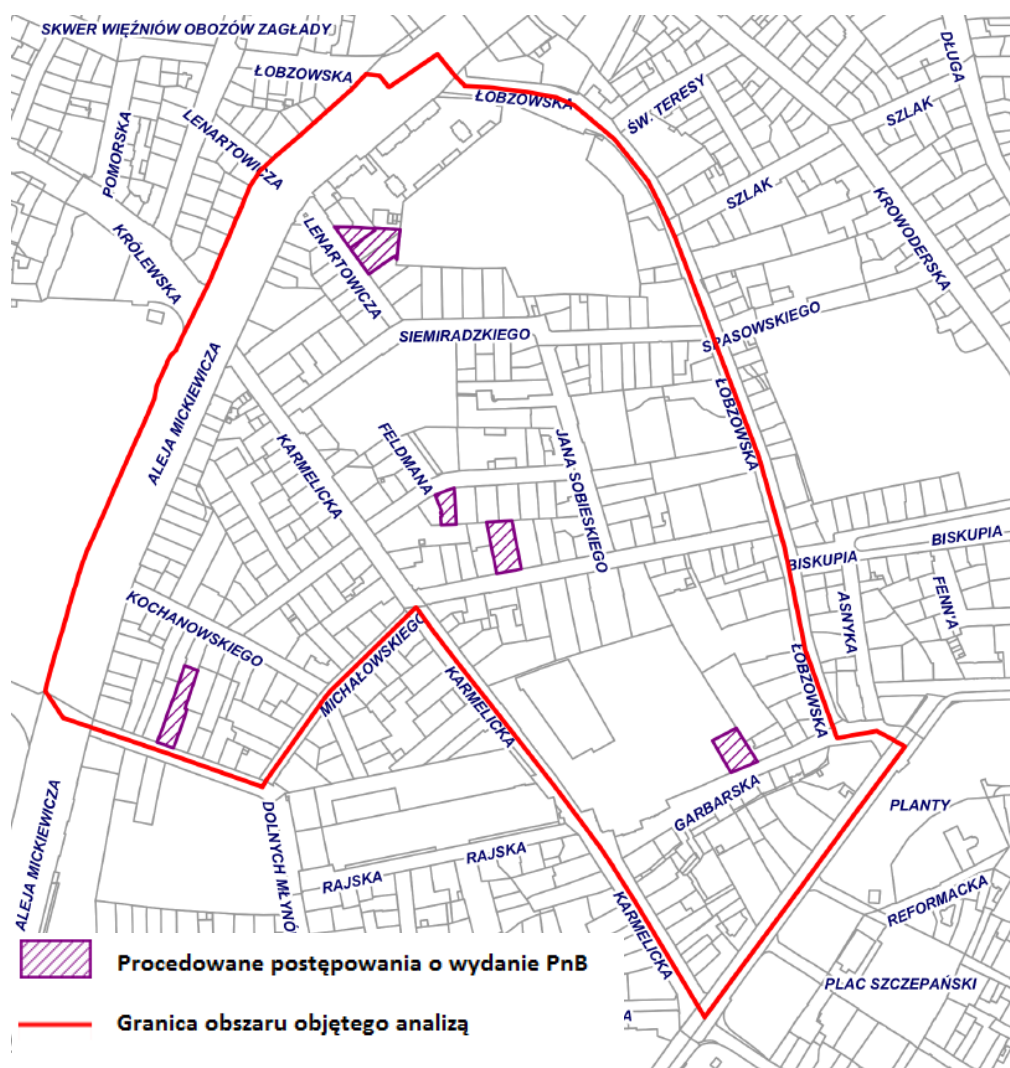 SKWER WIĘŹNIÓW OBOZÓW ZAGŁADY
DŁUGA
ŁOBZOWSKA
ŁOBZOWSKA
ŚW. TERESY
SZLAK
LENARTOWICZA
POMORSKA
SZLAK
KROWODERSKA
KRÓLEWSKA
LENARTOWICZA
SIEMIRADZKIEGO
SPASOWSKIEGO
ALEJA MICKIEWICZA
ŁOBZOWSKA
KARMELICKA
FELDMANA
JANA SOBIESKIEGO
BISKUPIA
BISKUPIA
KOCHANOWSKIEGO
ASNYKA
FENN'A
MICHAŁOWSKIEGO
KARMELICKA
ŁOBZOWSKA
GARBARSKA
PLANTY
ALEJA MICKIEWICZA
DOLNYCH MŁYNÓ
RAJSKA
RAJSKA
REFORMACKA
KARMELICKA
PLAC SZCZEPAŃSKI
A
Procedowane postępowania o wydanie PnB
Granica obszaru objętego analizą